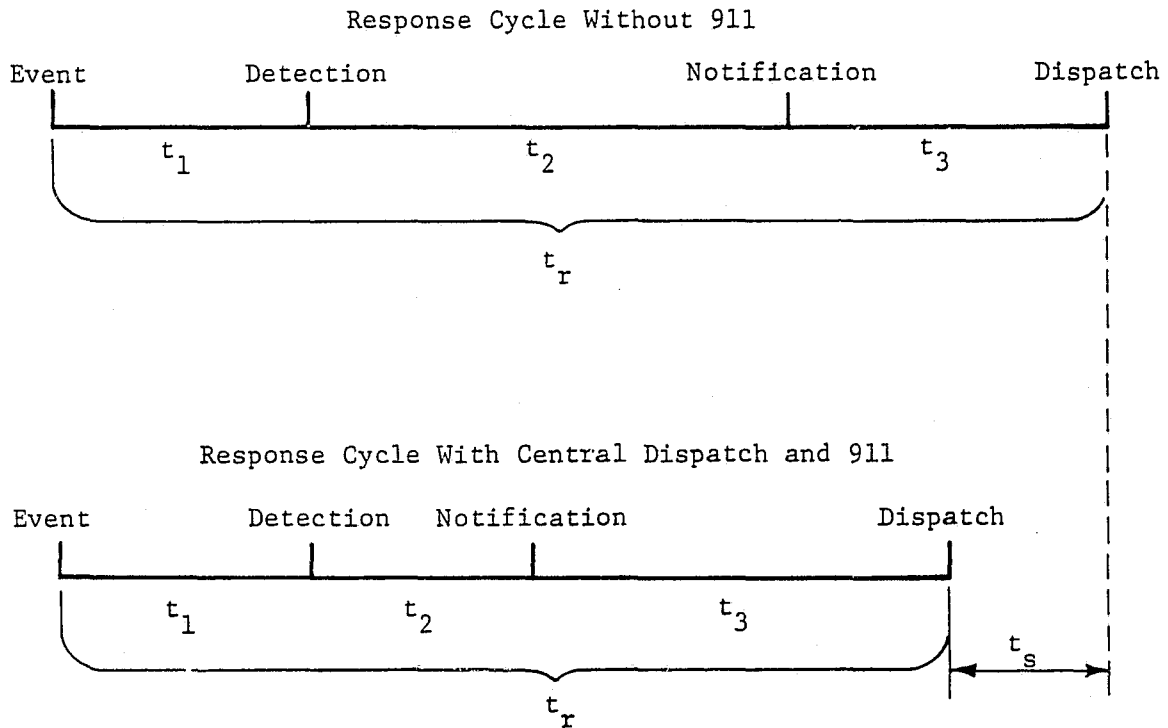 Response Cycle Without 911
Event Detection Notification Dispatch
t1 t2 t3
tr
Response Cycle With Central Dispatch and 911
Event Detection Notification Dispatch
t1 t2 t3
ts
tr